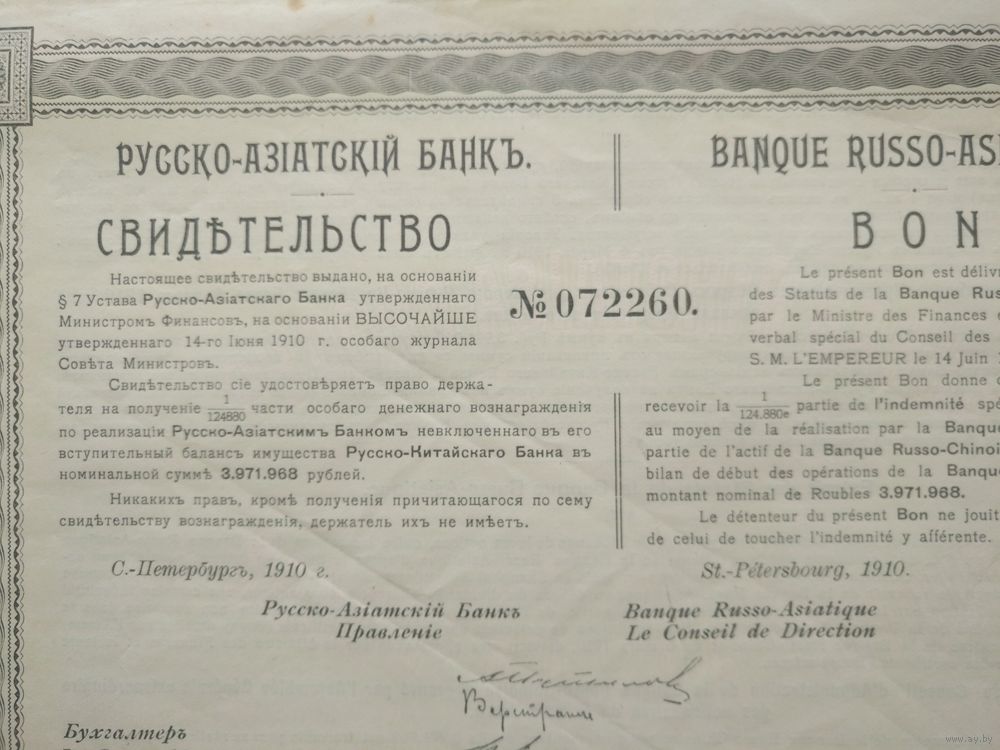 РУССКО-АЗІАТСКІЙ БАНКЪ.
СВИДѢТЕЛЬСТВО
Настоящее свидѣтельство выдано, на основаніи
§ 7 Устава Русско-Азіатскаго Банка утвержденнаго
Министромъ Финансовъ, на основаніи ВЫСОЧАЙШЕ
утвержденнаго 14-го Іюня 1910 г. особаго журнала
Совѣта Министровъ.
Свидѣтельство сіе удостовѣряетъ право держа-
теля на полученіе 1/124880 части особаго денежнаго вознагражденія
по реализаціи Русско-Азіатскимъ Банкомъ невключеннаго въ его
вступительный балансъ имущества Русско-Китайскаго Банка въ
номинальной суммѣ 3.971.968 рублей.
Никакихъ правъ, кромѣ полученія причитающагося по сему
свидѣтельству вознагражденія, держатель ихъ не имѣетъ.
С.-Петербургъ, 1910 г.
Русско-Азіатскій Банкъ
Правленіе
Бухгалтеръ
№ 072260.
BANQUE RUSSO-AS
BON
Le présent Bon est délivr
des Statuts de la Banque Rus
par le Ministre des Finances
verbal spécial du Conseil des
S. M. L'EMPEREUR le 14 Juin
Le présent Bon donne
recevoir la 1/124.880e partie de l'indemnité spé
au moyen de la réalisation par la Banque
partie de l'actif de la Banque Russo-Chinoi
bilan de début des opérations de la Banqu
montant nominal de Roubles 3.971.968.
Le détenteur du présent Bon ne jouit
de celui de toucher l'indemnité y afférente.
St.-Pétersbourg, 1910.
Banque Russo-Asiatique
Le Conseil de Direction
www.ay.by